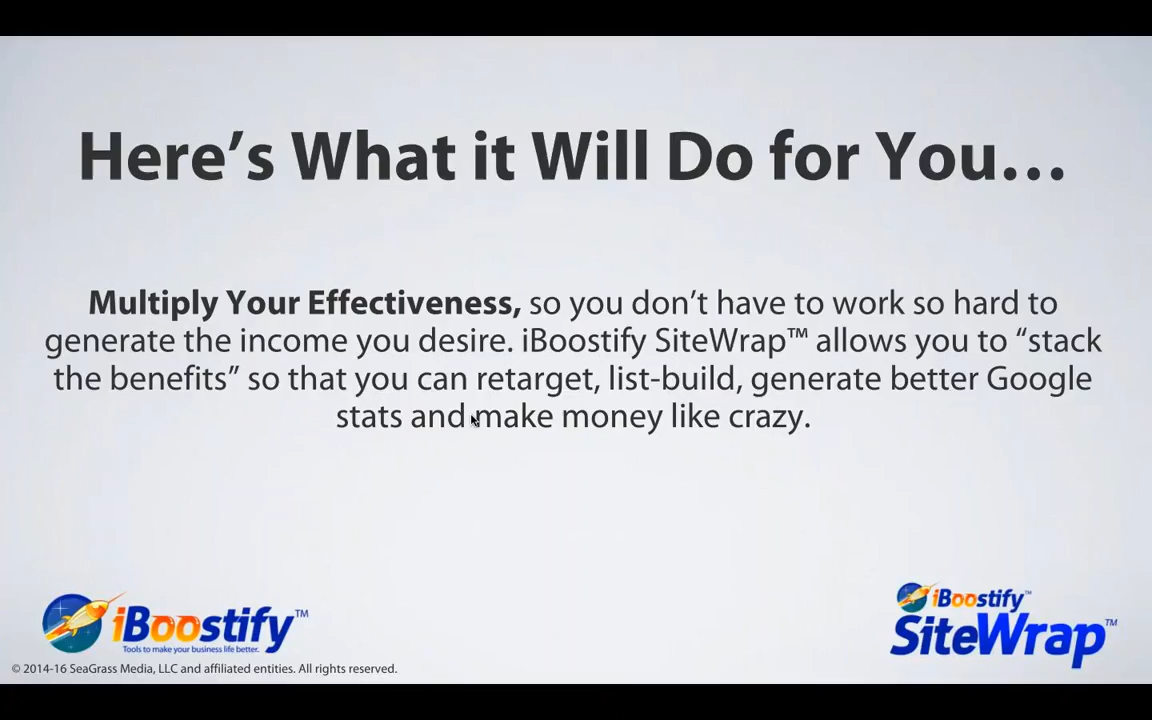 Here’s What it Will Do for You…
Multiply Your Effectiveness, so you don’t have to work so hard to
generate the income you desire. iBoostify SiteWrap™ allows you to “stack
the benefits” so that you can retarget, list-build, generate better Google
stats and make money like crazy.
iBoostify™
Tools to make your business life better.
iBoostify™
SiteWrap™
© 2014-16 SeaGrass Media, LLC and affiliated entities. All rights reserved.